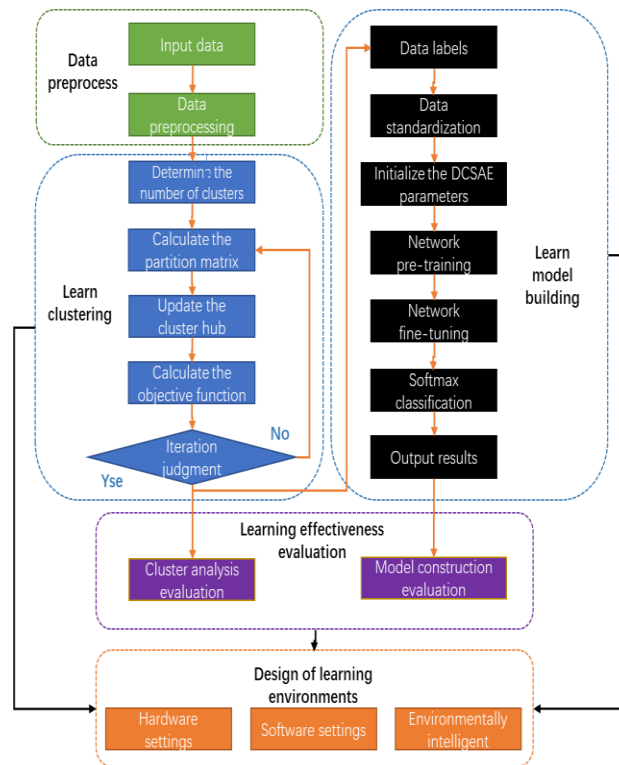 Data
preprocess
Input data
Data
preprocessing
Learn
clustering
Determine the
number of clusters
Calculate the
partition matrix
Update the
cluster hub
Calculate the
objective function
Iteration
judgment
No
Yse
Data labels
Data
standardization
Initialize the DCSAE
parameters
Network
pre-training
Network
fine-tuning
Softmax
classification
Output results
Learn
model
building
Learning effectiveness
evaluation
Cluster analysis
evaluation
Model construction
evaluation
Design of learning
environments
Hardware
settings
Software settings
Environmentally
intelligent